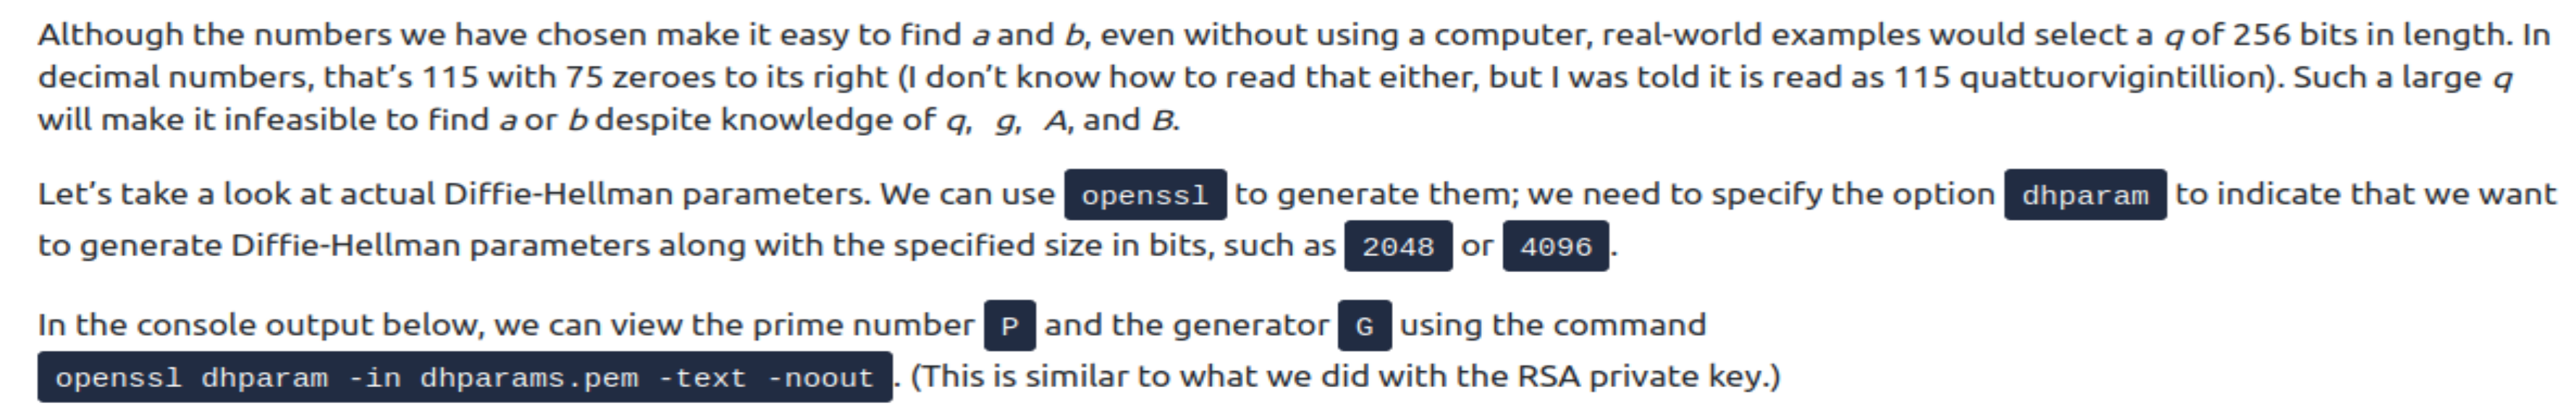 Although the numbers we have chosen make it easy to find a and b, even without using a computer, real-world examples would select a q of 256 bits in length. In
decimal numbers, that’s 115 with 75 zeroes to its right (I don’t know how to read that either, but I was told it is read as 115 quattuorvigintillion). Such a large q
will make it infeasible to find a or b despite knowledge of q, g, A, and B.
Let’s take a look at actual Diffie-Hellman parameters. We can use openssl to generate them; we need to specify the option dhparam to indicate that we want
to generate Diffie-Hellman parameters along with the specified size in bits, such as 2048 or 4096.
In the console output below, we can view the prime number P and the generator G using the command
openssl dhparam -in dhparams.pem -text -noout. (This is similar to what we did with the RSA private key.)